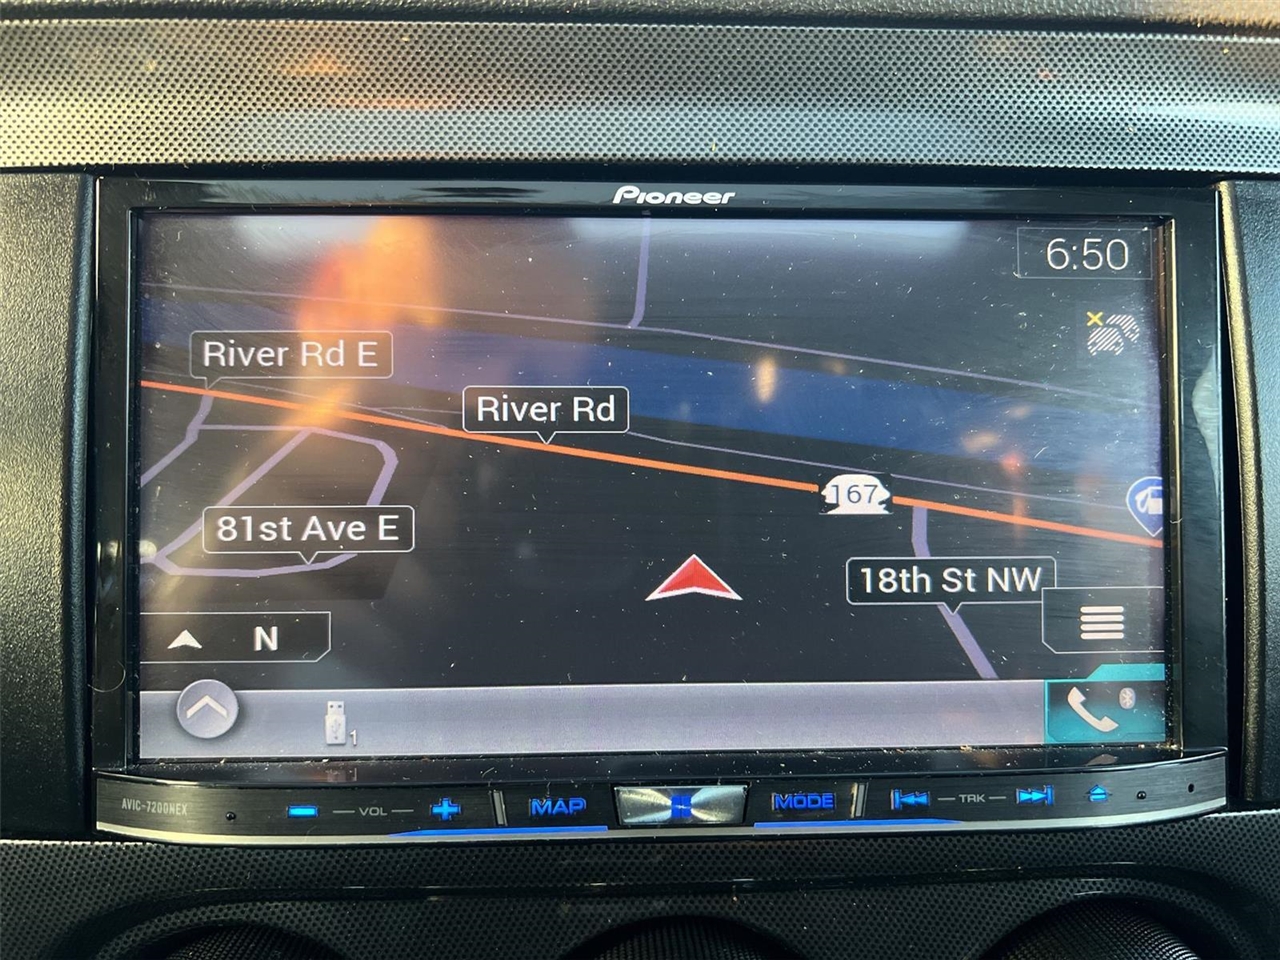 Pioneer
6:50
River Rd E
River Rd
167
81st Ave E
18th St NW
N
1
AVIC-7200NEX
VOL
MAP
MODE
TRK